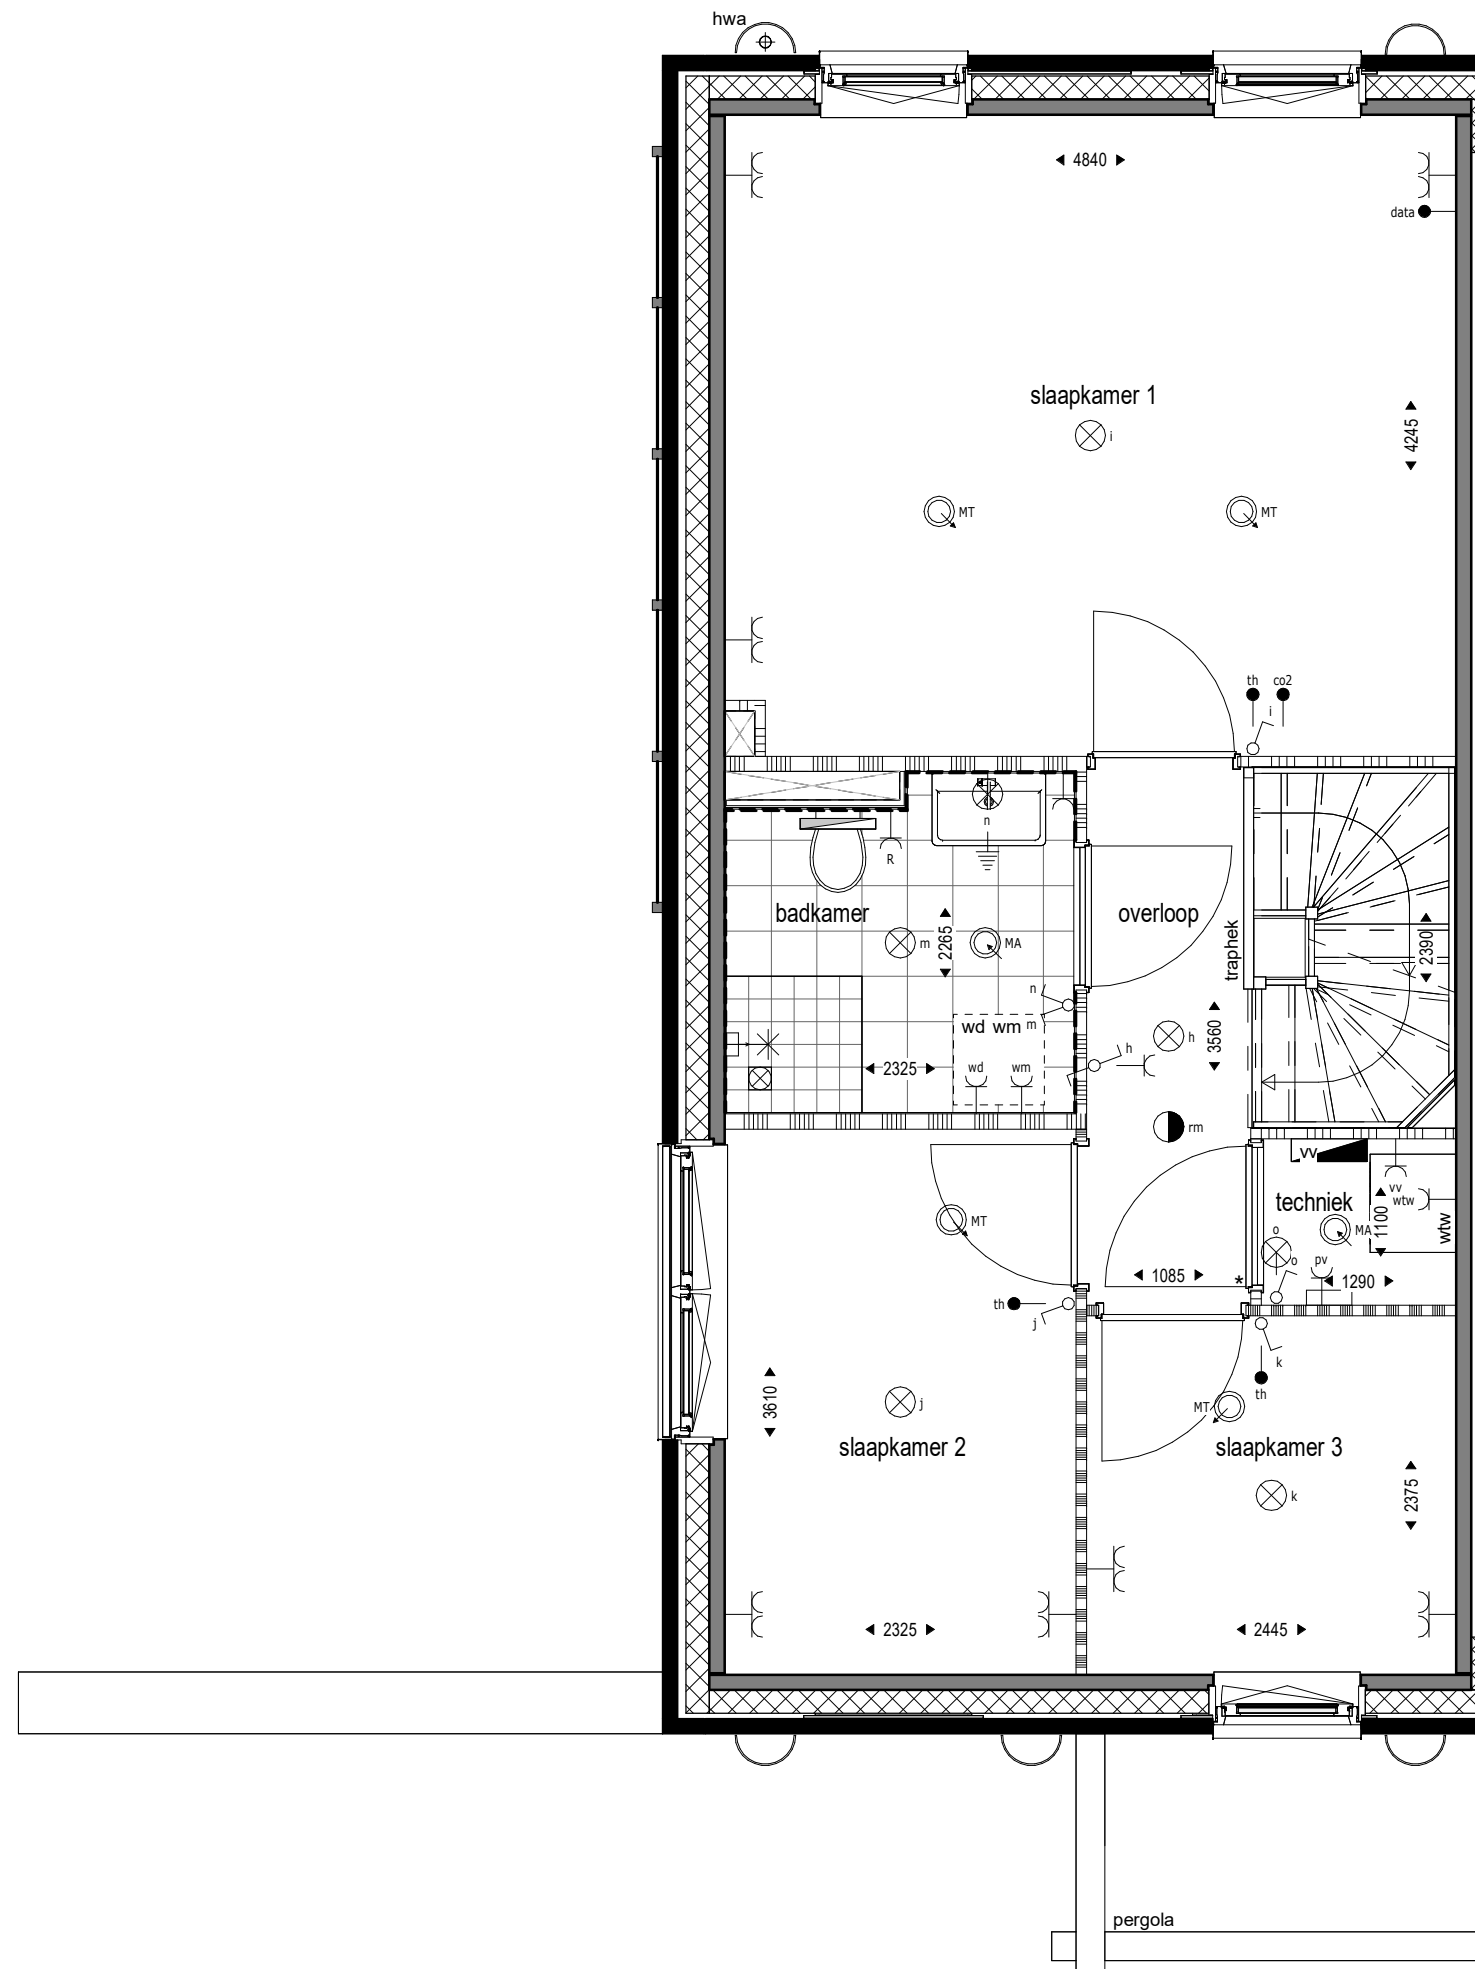 hwa
4840
data
slaapkamer 1
i
4245
MT
MT
th co2
i
n
R
badkamer
overloop
m
2265
MA
traphek
2390
n
wd wm m
h
3560
h
2325
wd
wm
rm
vv
vv
wtw
techniek
1100
wtw
MT
o
MA
o
pv
1085
*
1290
th
j
k
th
3610
j
MT
slaapkamer 2
slaapkamer 3
k
2375
2325
2445
pergola